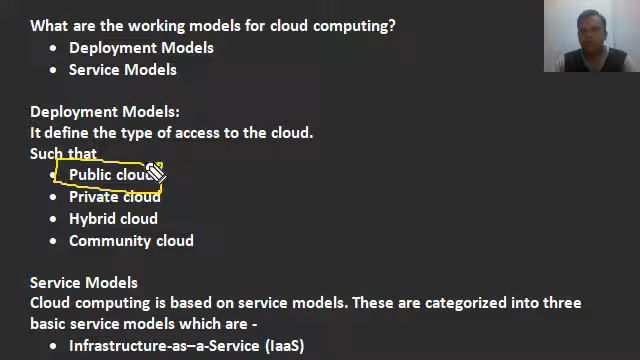 What are the working models for cloud computing?
• Deployment Models
• Service Models
Deployment Models:
It define the type of access to the cloud.
Such that
• Public cloud
• Private cloud
• Hybrid cloud
• Community cloud
Service Models
Cloud computing is based on service models. These are categorized into three
basic service models which are -
• Infrastructure-as–a-Service (IaaS)